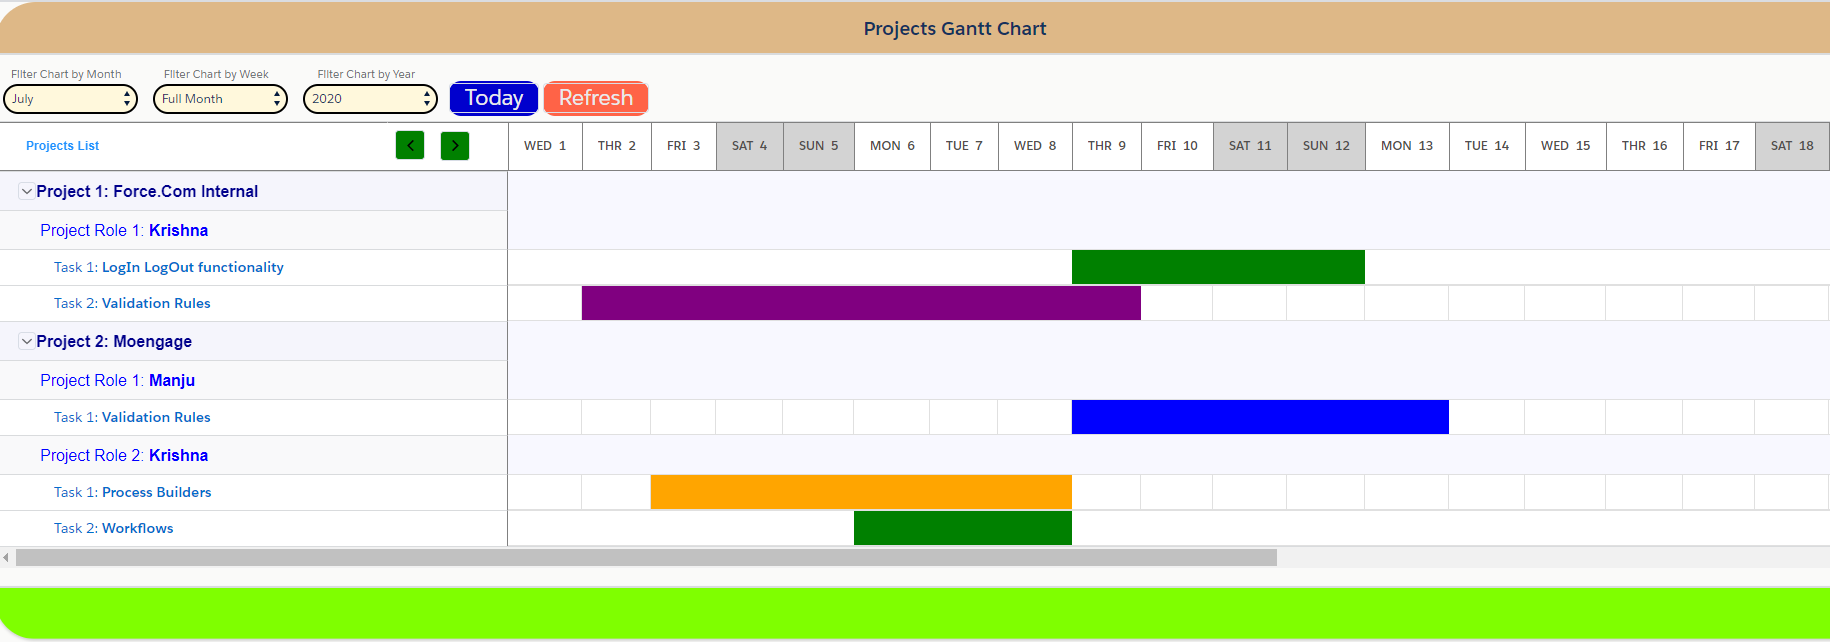 Projects Gantt Chart
FIlter Chart by Month
FIlter Chart by Week
FIlter Chart by Year
July
Full Month
2020
Today
Refresh
Projects List
WED 1
THR 2
FRI 3
SAT 4
SUN 5
MON 6
TUE 7
WED 8
THR 9
FRI 10
SAT 11
SUN 12
MON 13
TUE 14
WED 15
THR 16
FRI 17
SAT 18
Project 1: Force.Com Internal
Project Role 1: Krishna
Task 1: LogIn LogOut functionality
Task 2: Validation Rules
Project 2: Moengage
Project Role 1: Manju
Task 1: Validation Rules
Project Role 2: Krishna
Task 1: Process Builders
Task 2: Workflows